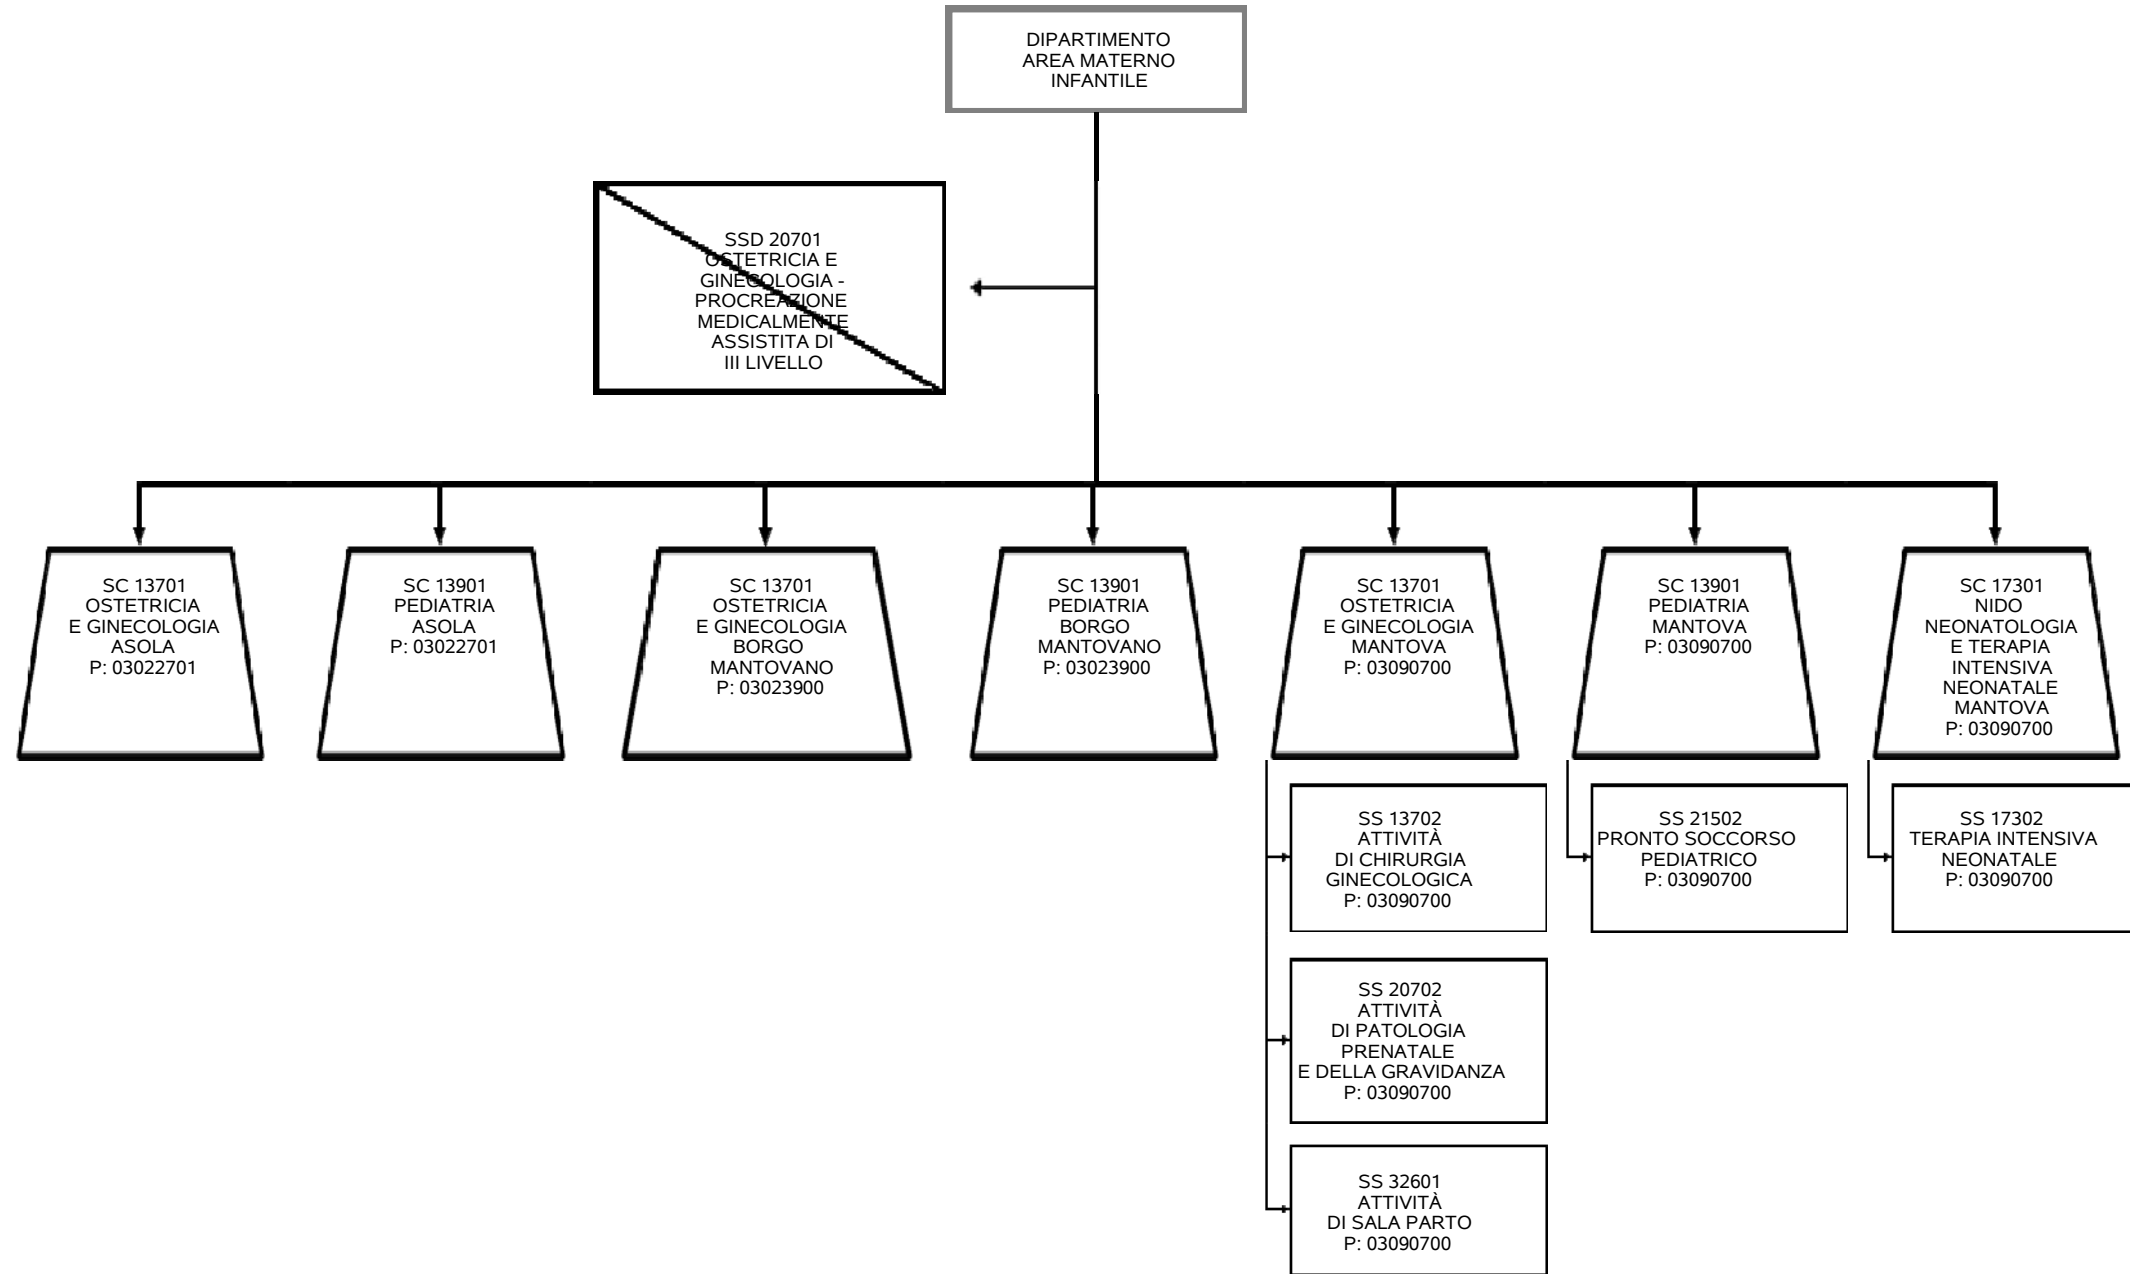 DIPARTIMENTO
AREA MATERNO
INFANTILE
SSD 20701
OSTETRICIA E
GINECOLOGIA -
PROCREAZIONE
MEDICALMENTE
ASSISTITA DI
III LIVELLO
SC 13701
OSTETRICIA
E GINECOLOGIA
ASOLA
P: 03022701
SC 13901
PEDIATRIA
ASOLA
P: 03022701
SC 13701
OSTETRICIA
E GINECOLOGIA
BORGO
MANTOVANO
P: 03023900
SC 13901
PEDIATRIA
BORGO
MANTOVANO
P: 03023900
SC 13701
OSTETRICIA
E GINECOLOGIA
MANTOVA
P: 03090700
SC 13901
PEDIATRIA
MANTOVA
P: 03090700
SC 17301
NIDO
NEONATOLOGIA
E TERAPIA
INTENSIVA
NEONATALE
MANTOVA
P: 03090700
SS 13702
ATTIVITÀ
DI CHIRURGIA
GINECOLOGICA
P: 03090700
SS 21502
PRONTO SOCCORSO
PEDIATRICO
P: 03090700
SS 17302
TERAPIA INTENSIVA
NEONATALE
P: 03090700
SS 20702
ATTIVITÀ
DI PATOLOGIA
PRENATALE
E DELLA GRAVIDANZA
P: 03090700
SS 32601
ATTIVITÀ
DI SALA PARTO
P: 03090700